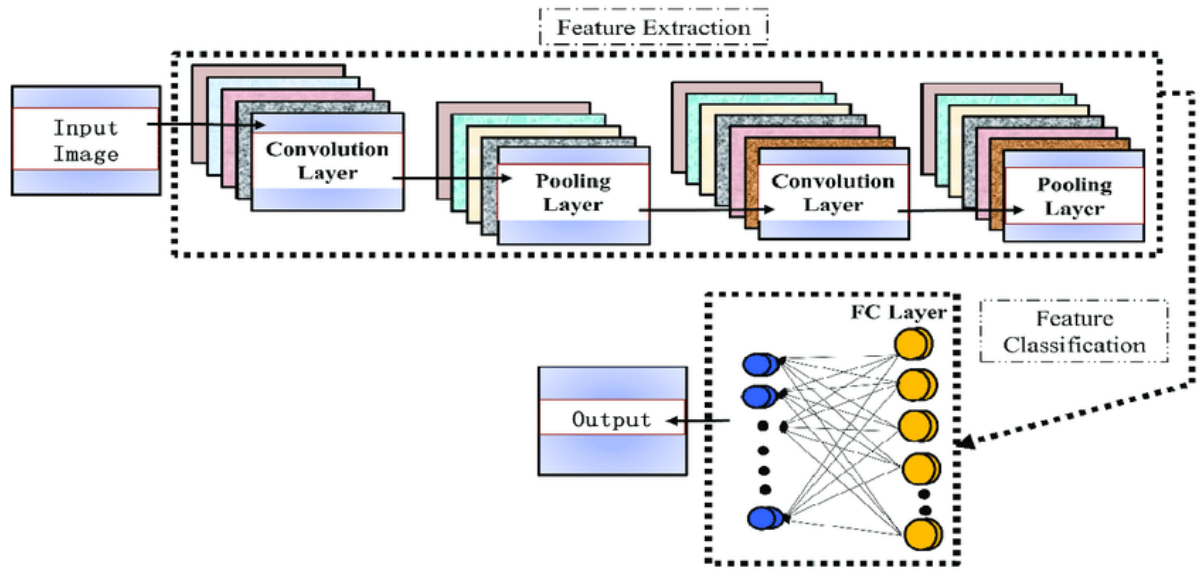 Feature Extraction
Input
Image
Convolution
Layer
Pooling
Layer
Convolution
Layer
Pooling
Layer
FC Layer
Feature
Classification
Output